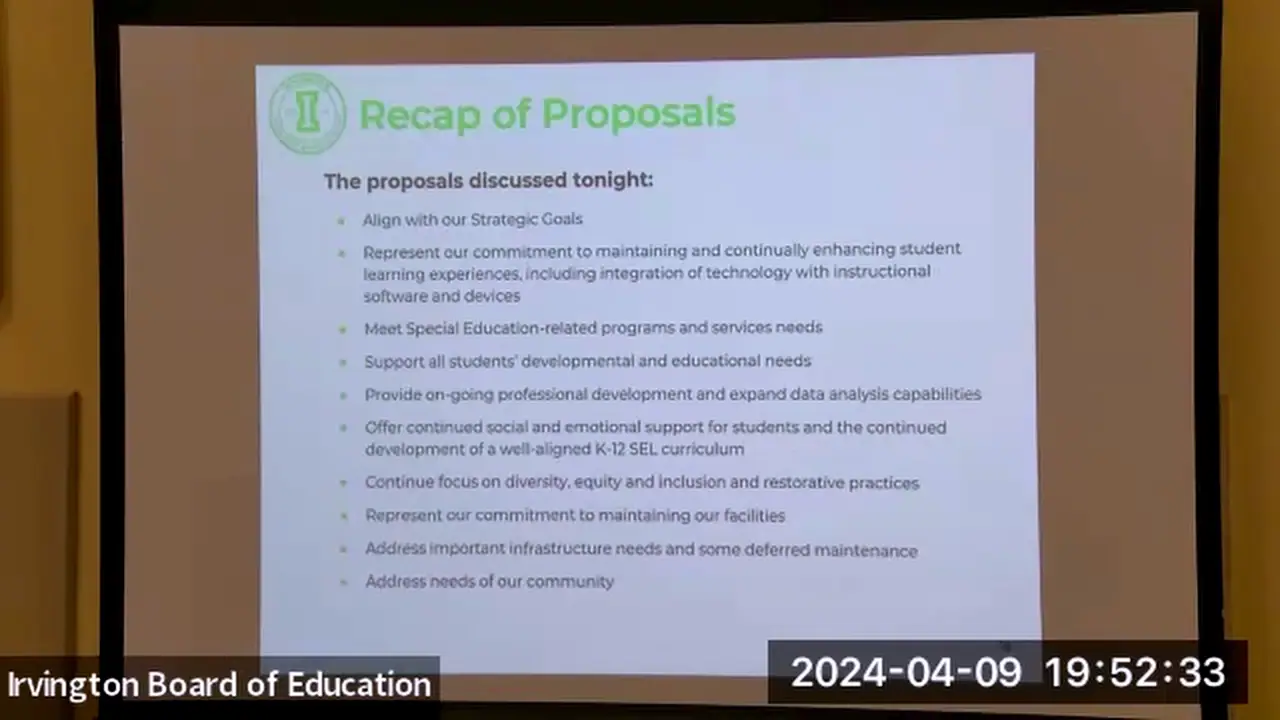 I
Recap of Proposals
The proposals discussed tonight:
Align with our Strategic Goals
Represent our commitment to maintaining and continually enhancing student
learning experiences, including integration of technology with instructional
software and devices
Meet Special Education-related programs and services needs
Support all students' developmental and educational needs
Provide on-going professional development and expand data analysis capabilities
Offer continued social and emotional support for students and the continued
development of a well-aligned K-12 SEL curriculum
Continue focus on diversity, equity and inclusion and restorative practices
Represent our commitment to maintaining our facilities
Address important infrastructure needs and some deferred maintenance
Address needs of our community
Irvington Board of Education
2024-04-09 19:52:33